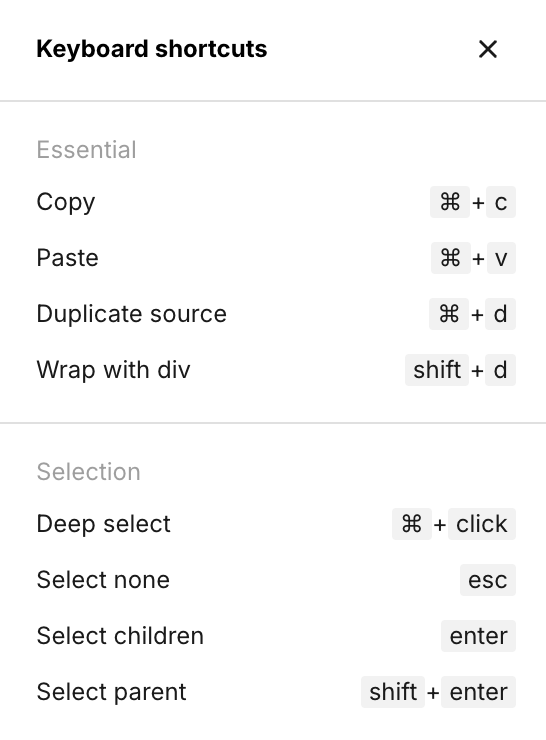 Keyboard shortcuts ×
Essential
Copy ⌘ + c
Paste ⌘ + v
Duplicate source ⌘ + d
Wrap with div shift + d
Selection
Deep select ⌘ + click
Select none esc
Select children enter
Select parent shift + enter